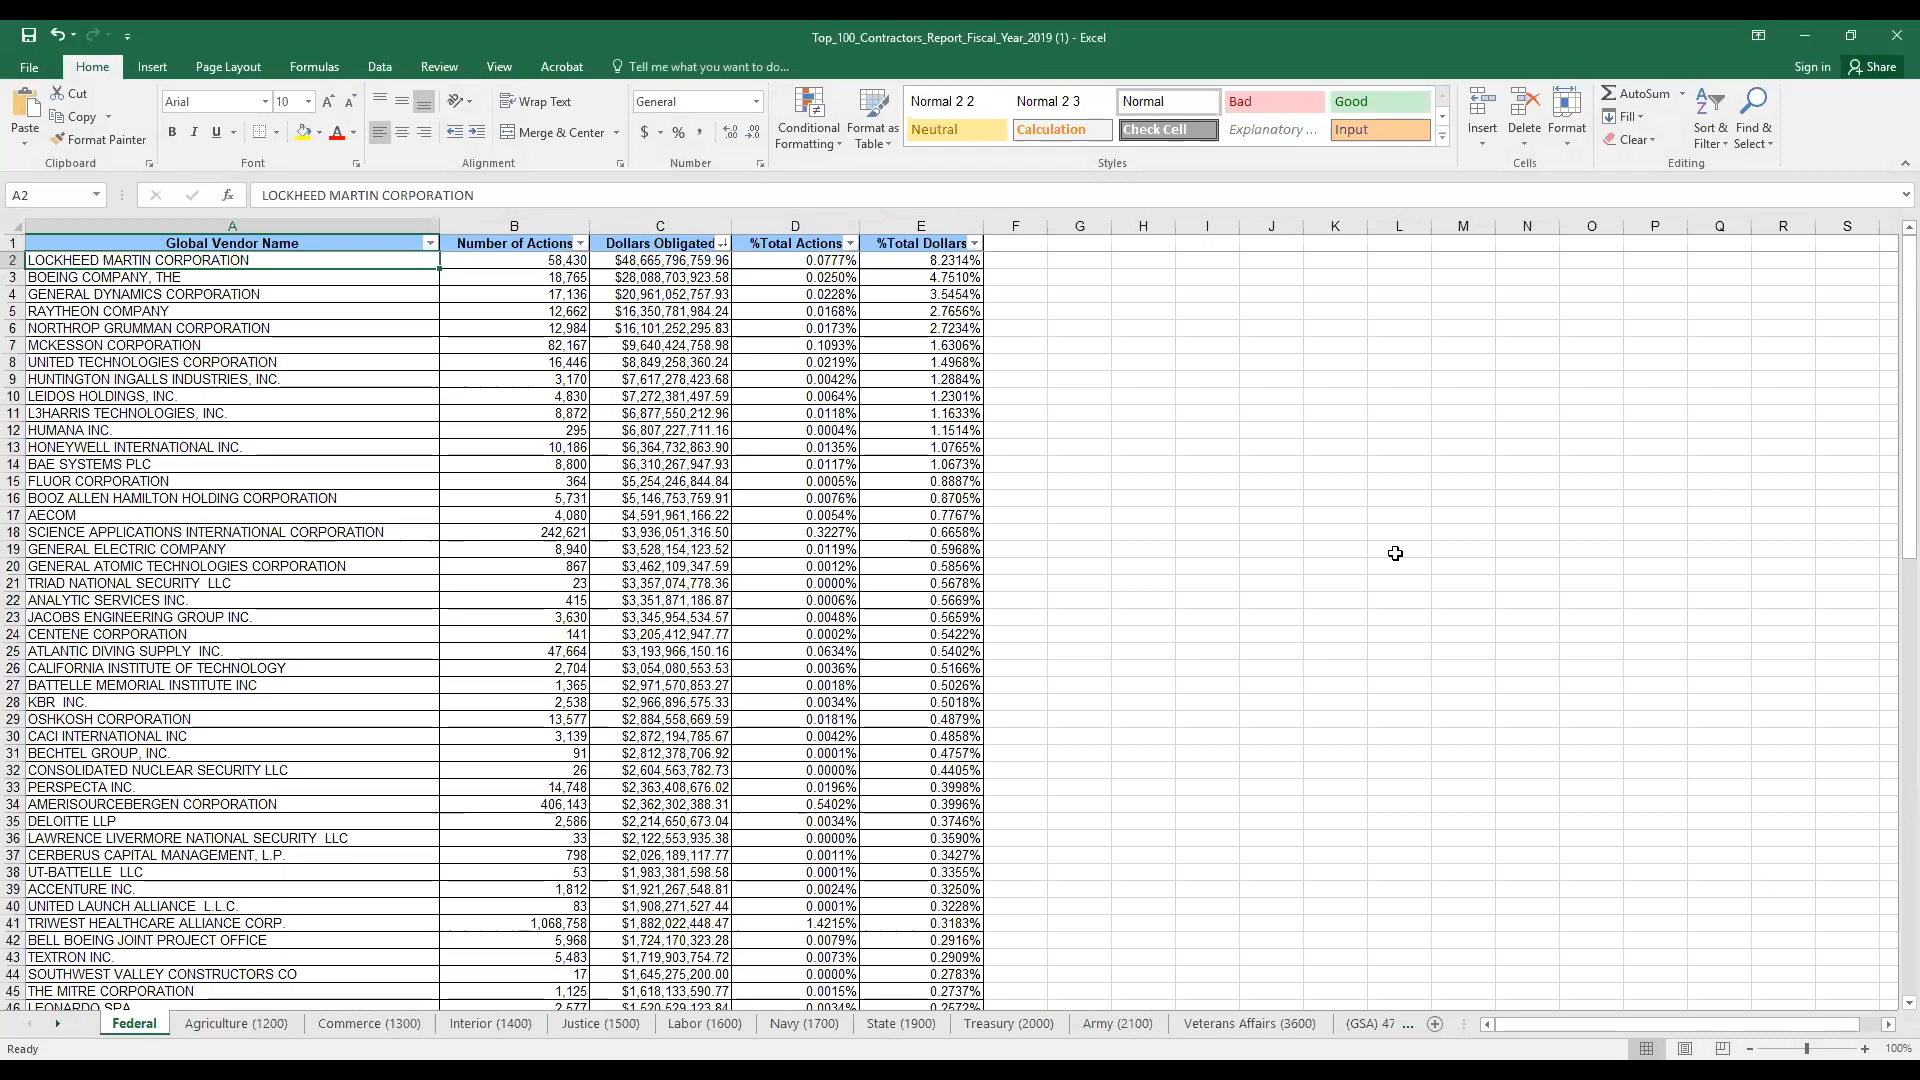 Top_100_Contractors_Report_Fiscal_Year_2019 (1) - Excel
File Home Insert Page Layout Formulas Data Review View Acrobat Tell me what you want to do... Sign in Share
Paste Cut Copy Format Painter Clipboard
Arial 10 B I U Font
Wrap Text Merge & Center Alignment
General $ % , Number
Conditional Formatting Format as Table
Normal 2 2 Normal 2 3 Normal Bad Good
Neutral Calculation Check Cell Explanatory ... Input
Styles
Insert Delete Format Cells
AutoSum Fill Clear Sort & Filter Find & Select Editing
A2 fx LOCKHEED MARTIN CORPORATION
A B C D E F G H I J K L M N O P Q R S
1 Global Vendor Name Number of Actions Dollars Obligated %Total Actions %Total Dollars
2 LOCKHEED MARTIN CORPORATION 58,430 $48,665,796,759.96 0.0777% 8.2314%
3 BOEING COMPANY, THE 18,765 $28,088,703,923.58 0.0250% 4.7510%
4 GENERAL DYNAMICS CORPORATION 17,136 $20,961,052,757.93 0.0228% 3.5454%
5 RAYTHEON COMPANY 12,662 $16,350,781,984.24 0.0168% 2.7656%
6 NORTHROP GRUMMAN CORPORATION 12,984 $16,101,252,295.83 0.0173% 2.7234%
7 MCKESSON CORPORATION 82,167 $9,640,424,758.98 0.1093% 1.6306%
8 UNITED TECHNOLOGIES CORPORATION 16,446 $8,849,258,360.24 0.0219% 1.4968%
9 HUNTINGTON INGALLS INDUSTRIES, INC. 3,170 $7,617,278,423.68 0.0042% 1.2884%
10 LEIDOS HOLDINGS, INC. 4,830 $7,272,381,497.59 0.0064% 1.2301%
11 L3HARRIS TECHNOLOGIES, INC. 8,872 $6,877,550,212.96 0.0118% 1.1633%
12 HUMANA INC. 295 $6,807,227,711.16 0.0004% 1.1514%
13 HONEYWELL INTERNATIONAL INC. 10,186 $6,364,732,863.90 0.0135% 1.0765%
14 BAE SYSTEMS PLC 8,800 $6,310,267,947.93 0.0117% 1.0673%
15 FLUOR CORPORATION 364 $5,254,246,844.84 0.0005% 0.8887%
16 BOOZ ALLEN HAMILTON HOLDING CORPORATION 5,731 $5,146,753,759.91 0.0076% 0.8705%
17 AECOM 4,080 $4,591,961,166.22 0.0054% 0.7767%
18 SCIENCE APPLICATIONS INTERNATIONAL CORPORATION 242,621 $3,936,051,316.50 0.3227% 0.6658%
19 GENERAL ELECTRIC COMPANY 8,940 $3,528,154,123.52 0.0119% 0.5968%
20 GENERAL ATOMIC TECHNOLOGIES CORPORATION 867 $3,462,109,347.59 0.0012% 0.5856%
21 TRIAD NATIONAL SECURITY  LLC 23 $3,357,074,778.36 0.0000% 0.5678%
22 ANALYTIC SERVICES INC. 415 $3,351,871,186.87 0.0006% 0.5669%
23 JACOBS ENGINEERING GROUP INC. 3,630 $3,345,954,534.57 0.0048% 0.5659%
24 CENTENE CORPORATION 141 $3,205,412,947.77 0.0002% 0.5422%
25 ATLANTIC DIVING SUPPLY  INC. 47,664 $3,193,966,150.16 0.0634% 0.5402%
26 CALIFORNIA INSTITUTE OF TECHNOLOGY 2,704 $3,054,080,553.53 0.0036% 0.5166%
27 BATTELLE MEMORIAL INSTITUTE INC 1,365 $2,971,570,853.27 0.0018% 0.5026%
28 KBR  INC. 2,538 $2,966,896,575.33 0.0034% 0.5018%
29 OSHKOSH CORPORATION 13,577 $2,884,558,669.59 0.0181% 0.4879%
30 CACI INTERNATIONAL INC 3,139 $2,872,194,785.67 0.0042% 0.4858%
31 BECHTEL GROUP, INC. 91 $2,812,378,706.92 0.0001% 0.4757%
32 CONSOLIDATED NUCLEAR SECURITY LLC 26 $2,604,563,782.73 0.0000% 0.4405%
33 PERSPECTA INC. 14,748 $2,363,408,676.02 0.0196% 0.3998%
34 AMERISOURCEBERGEN CORPORATION 406,143 $2,362,302,388.31 0.5402% 0.3996%
35 DELOITTE LLP 2,586 $2,214,650,673.04 0.0034% 0.3746%
36 LAWRENCE LIVERMORE NATIONAL SECURITY  LLC 33 $2,122,553,935.38 0.0000% 0.3590%
37 CERBERUS CAPITAL MANAGEMENT, L.P. 798 $2,026,189,117.77 0.0011% 0.3427%
38 UT-BATTELLE  LLC 53 $1,983,381,598.58 0.0001% 0.3355%
39 ACCENTURE INC. 1,812 $1,921,267,548.81 0.0024% 0.3250%
40 UNITED LAUNCH ALLIANCE  L.L.C. 83 $1,908,271,527.44 0.0001% 0.3228%
41 TRIWEST HEALTHCARE ALLIANCE CORP. 1,068,758 $1,882,022,448.47 1.4215% 0.3183%
42 BELL BOEING JOINT PROJECT OFFICE 5,968 $1,724,170,323.28 0.0079% 0.2916%
43 TEXTRON INC. 5,483 $1,719,903,754.72 0.0073% 0.2909%
44 SOUTHWEST VALLEY CONSTRUCTORS CO 17 $1,645,275,200.00 0.0000% 0.2783%
45 THE MITRE CORPORATION 1,125 $1,618,133,590.77 0.0015% 0.2737%
46 LEONARDO SPA 2,577 $1,520,529,123.84 0.0034% 0.2572%
Federal Agriculture (1200) Commerce (1300) Interior (1400) Justice (1500) Labor (1600) Navy (1700) State (1900) Treasury (2000) Army (2100) Veterans Affairs (3600) (GSA) 47 ...
Ready 100%